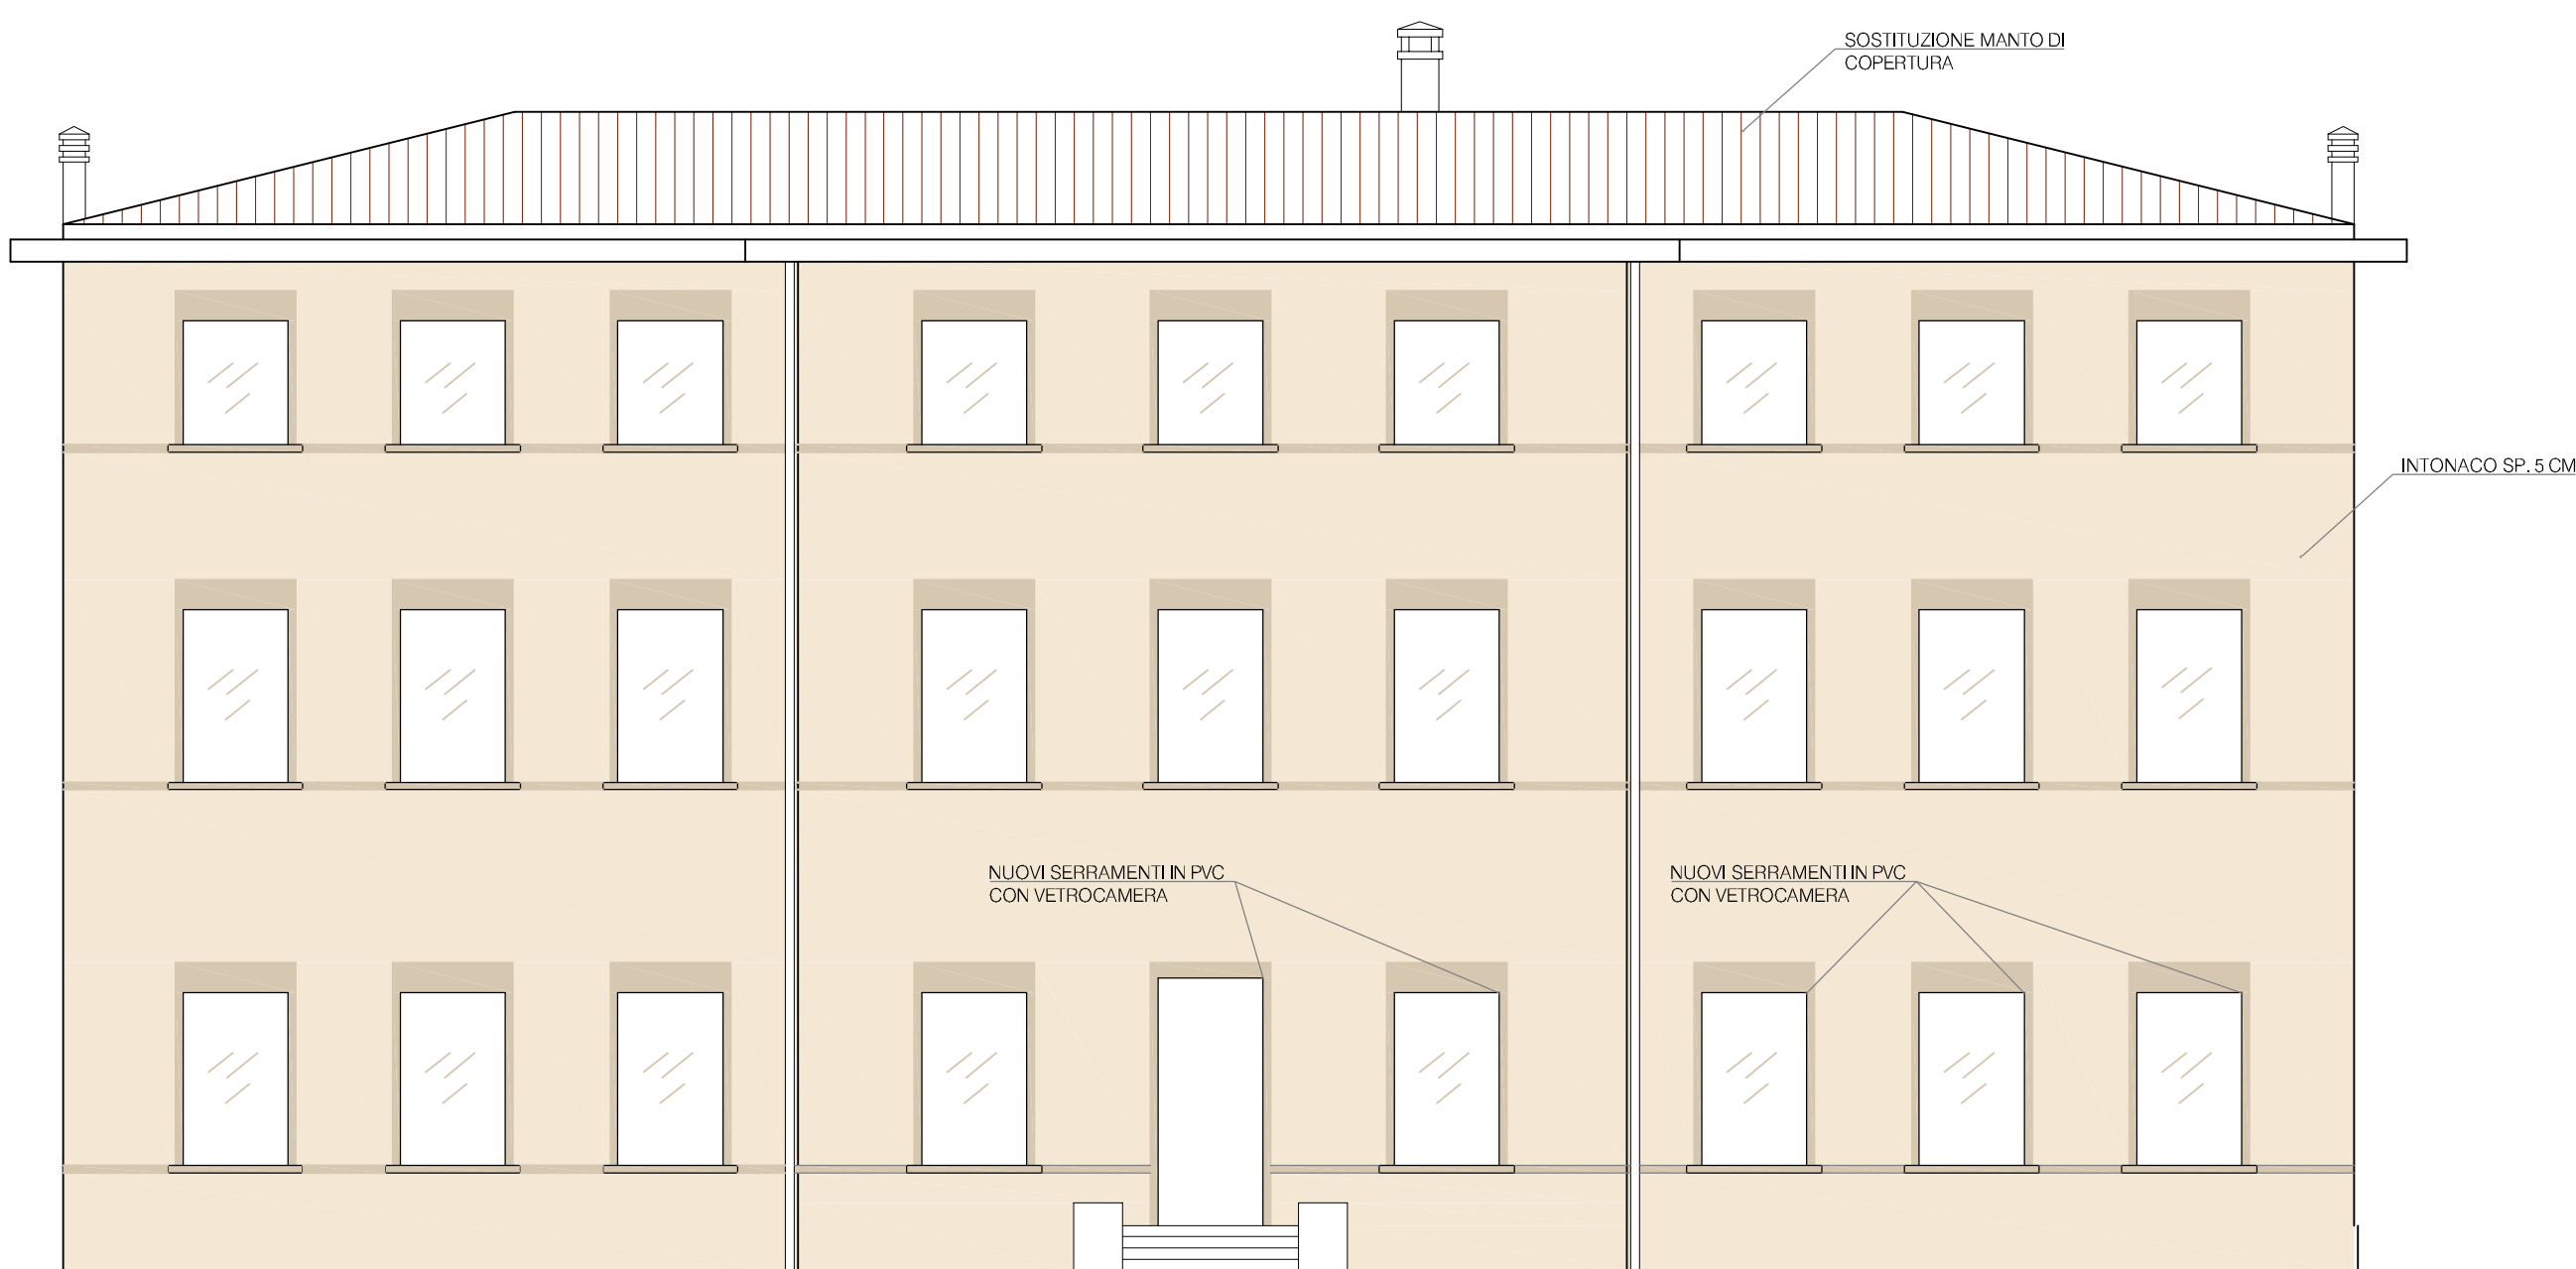 SOSTITUZIONE MANTO DI
COPERTURA
INTONACO SP. 5 CM
NUOVI SERRAMENTI IN PVC
CON VETROCAMERA
NUOVI SERRAMENTI IN PVC
CON VETROCAMERA